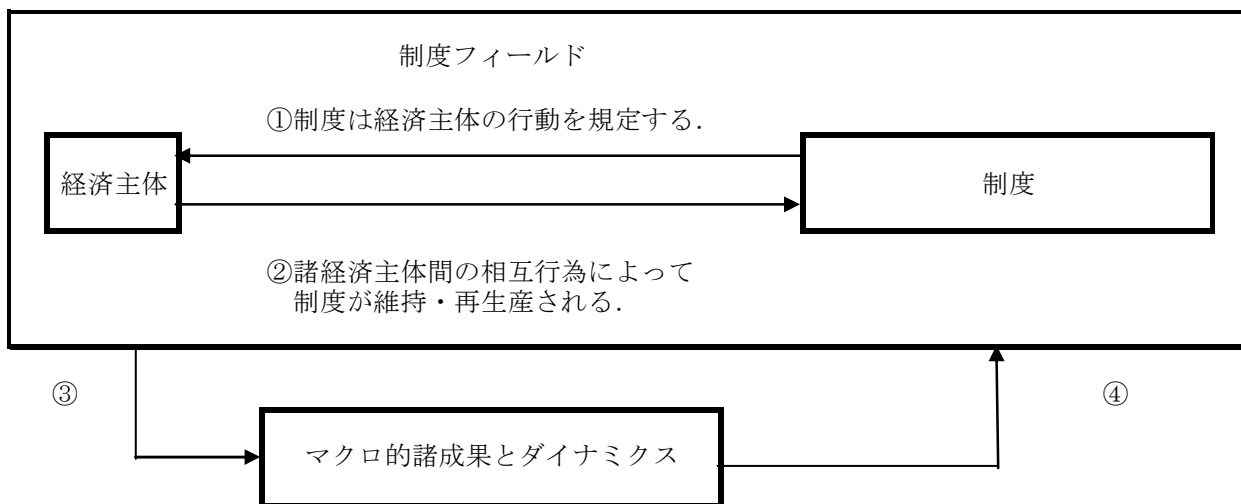 制度フィールド
①制度は経済主体の行動を規定する.
経済主体
制度
②諸経済主体間の相互行為によって
制度が維持・再生産される.
③
④
マクロ的諸成果とダイナミクス